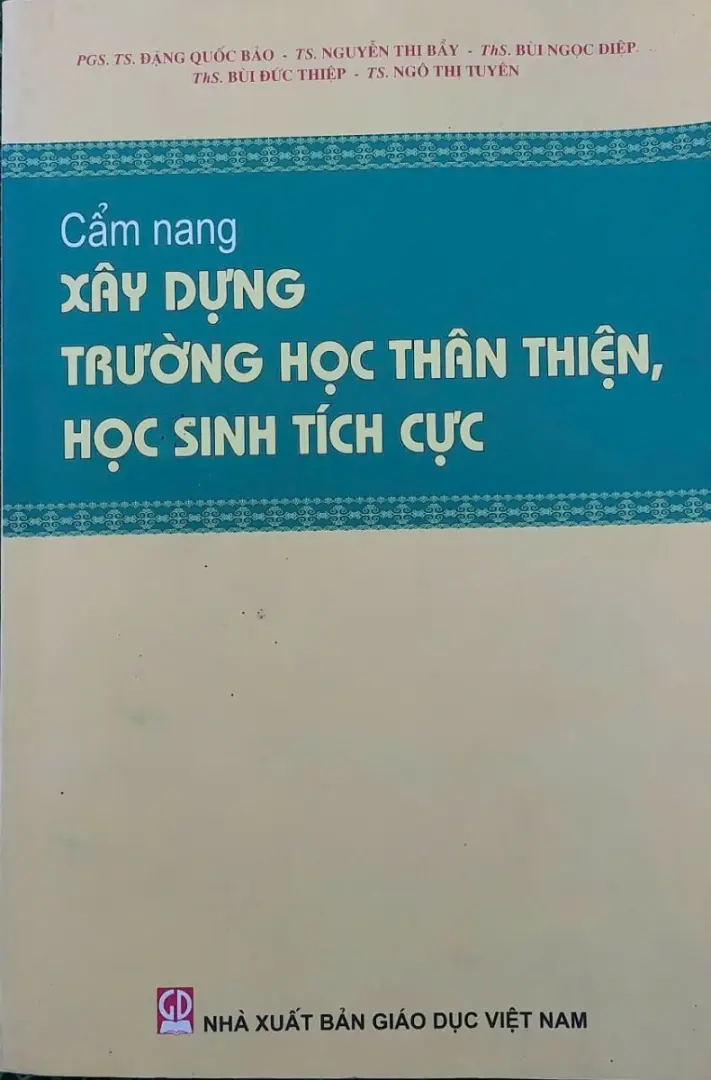 PGS. TS. ĐẶNG QUỐC BẢO - TS. NGUYỄN THỊ BẨY - ThS. BÙI NGỌC DIỆP
ThS. BÙI ĐỨC THIỆP - TS. NGÔ THỊ TUYÊN
Cẩm nang
XÂY DỰNG
TRƯỜNG HỌC THÂN THIỆN,
HỌC SINH TÍCH CỰC
GD
NHÀ XUẤT BẢN GIÁO DỤC VIỆT NAM